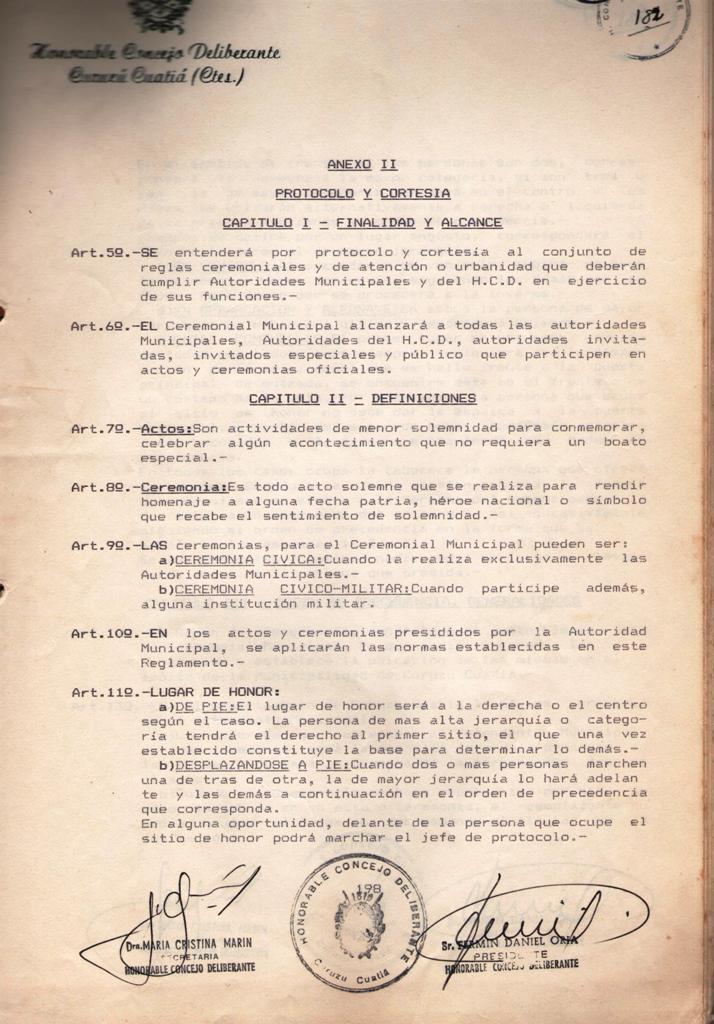 Honorable Concejo Deliberante
Curuzú Cuatiá (Ctes.)
182
ANEXO II
PROTOCOLO Y CORTESIA
CAPITULO I - FINALIDAD Y ALCANCE
Art.5º.-SE entenderá por protocolo y cortesía al conjunto de
reglas ceremoniales y de atención o urbanidad que deberán
cumplir Autoridades Municipales y del H.C.D. en ejercicio
de sus funciones.-
Art.6º.-EL Ceremonial Municipal alcanzará a todas las autoridades
Municipales, Autoridades del H.C.D., autoridades invita-
das, invitados especiales y público que participen en
actos y ceremonias oficiales.
CAPITULO II - DEFINICIONES
Art.7º.-Actos:Son actividades de menor solemnidad para conmemorar,
celebrar algún acontecimiento que no requiera un boato
especial.-
Art.8º.-Ceremonia:Es todo acto solemne que se realiza para rendir
homenaje a alguna fecha patria, héroe nacional o símbolo
que recabe el sentimiento de solemnidad.-
Art.9º.-LAS ceremonias, para el Ceremonial Municipal pueden ser:
a)CEREMONIA CIVICA:Cuando la realiza exclusivamente las
Autoridades Municipales.-
b)CEREMONIA CIVICO-MILITAR:Cuando participe además,
alguna institución militar.
Art.10º.-EN los actos y ceremonias presididos por la Autoridad
Municipal, se aplicarán las normas establecidas en este
Reglamento.-
Art.11º.-LUGAR DE HONOR:
a)DE PIE:El lugar de honor será a la derecha o el centro
según el caso. La persona de mas alta jerarquía o catego-
ría tendrá el derecho al primer sitio, el que una vez
establecido constituye la base para determinar lo demás.-
b)DESPLAZANDOSE A PIE:Cuando dos o mas personas marchen
una de tras de otra, la de mayor jerarquía lo hará adelan
te y las demás a continuación en el orden de precedencia
que corresponda.
En alguna oportunidad, delante de la persona que ocupe el
sitio de honor podrá marchar el jefe de protocolo.-
HONORABLE CONCEJO DELIBERANTE
Curuzu Cuatiá
Dra. MARIA CRISTINA MARIN
SECRETARIA
HONORABLE CONCEJO DELIBERANTE
Sr. FERMIN DANIEL
PRESIDENTE
HONORABLE CONCEJO DELIBERANTE